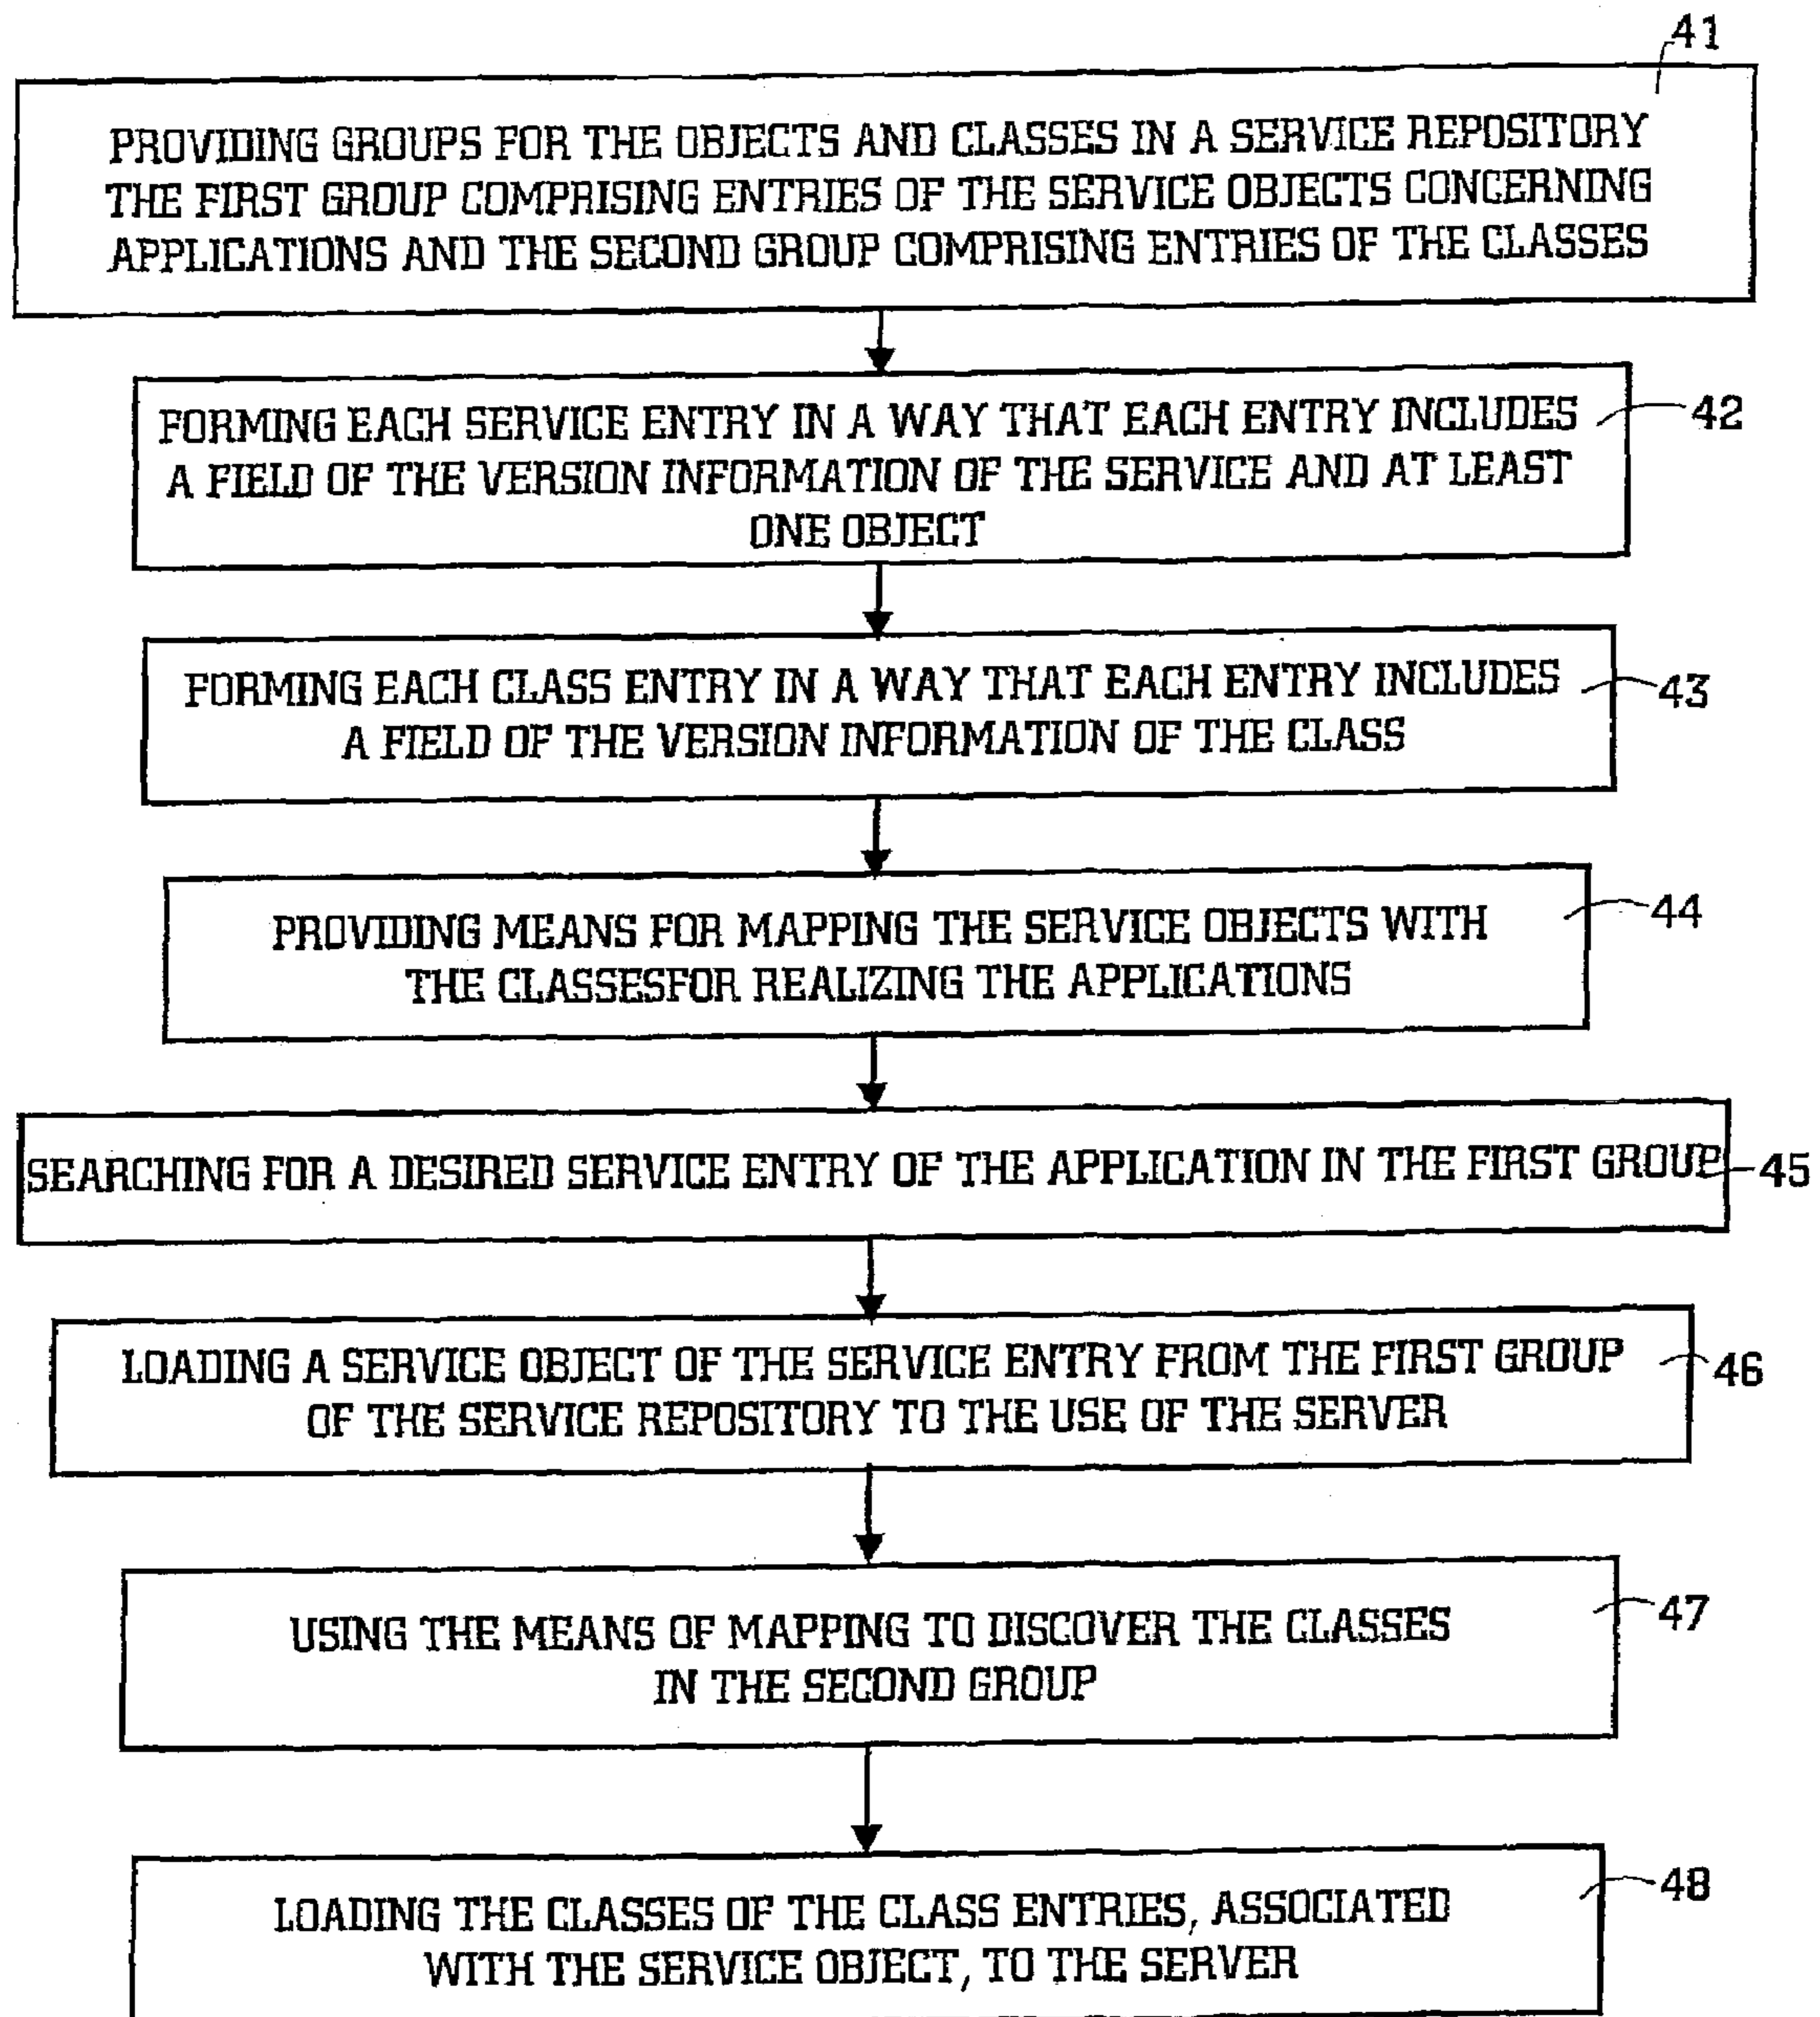 41
PROVIDING GROUPS FOR THE OBJECTS AND CLASSES IN A SERVICE REPOSITORY
THE FIRST GROUP COMPRISING ENTRIES OF THE SERVICE OBJECTS CONCERNING
APPLICATIONS AND THE SECOND GROUP COMPRISING ENTRIES OF THE CLASSES
FORMING EACH SERVICE ENTRY IN A WAY THAT EACH ENTRY INCLUDES
42
A FIELD OF THE VERSION INFORMATION OF THE SERVICE AND AT LEAST
ONE OBJECT
FORMING EACH CLASS ENTRY IN A WAY THAT EACH ENTRY INCLUDES
43
A FIELD OF THE VERSION INFORMATION OF THE CLASS
44
PROVIDING MEANS FOR MAPPING THE SERVICE OBJECTS WITH
THE CLASSESFOR REALIZING THE APPLICATIONS
SEARCHING FOR A DESIRED SERVICE ENTRY OF THE APPLICATION IN THE FIRST GROUP
45
LOADING A SERVICE OBJECT OF THE SERVICE ENTRY FROM THE FIRST GROUP
46
OF THE SERVICE REPOSITORY TO THE USE OF THE SERVER
47
USING THE MEANS OF MAPPING TO DISCOVER THE CLASSES
IN THE SECOND GROUP
48
LOADING THE CLASSES OF THE CLASS ENTRIES, ASSOCIATED
WITH THE SERVICE OBJECT, TO THE SERVER